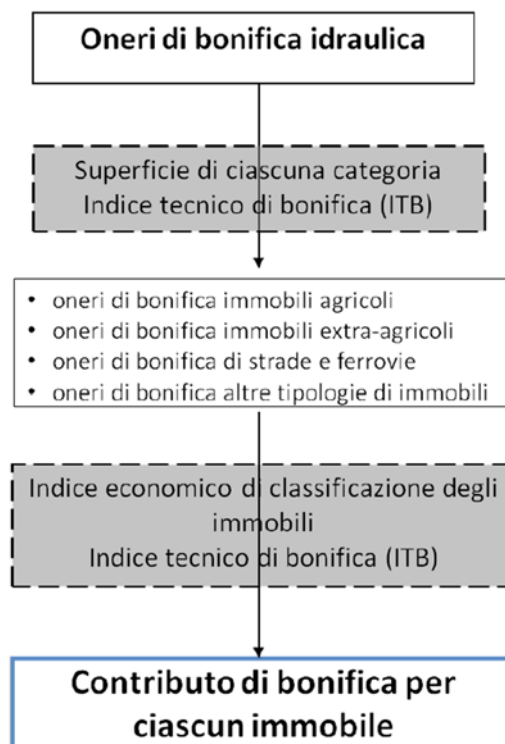 Oneri di bonifica idraulica
Superficie di ciascuna categoria
Indice tecnico di bonifica (ITB)
• oneri di bonifica immobili agricoli
• oneri di bonifica immobili extra-agricoli
• oneri di bonifica di strade e ferrovie
• oneri di bonifica altre tipologie di immobili
Indice economico di classificazione degli
immobili
Indice tecnico di bonifica (ITB)
Contributo di bonifica per
ciascun immobile